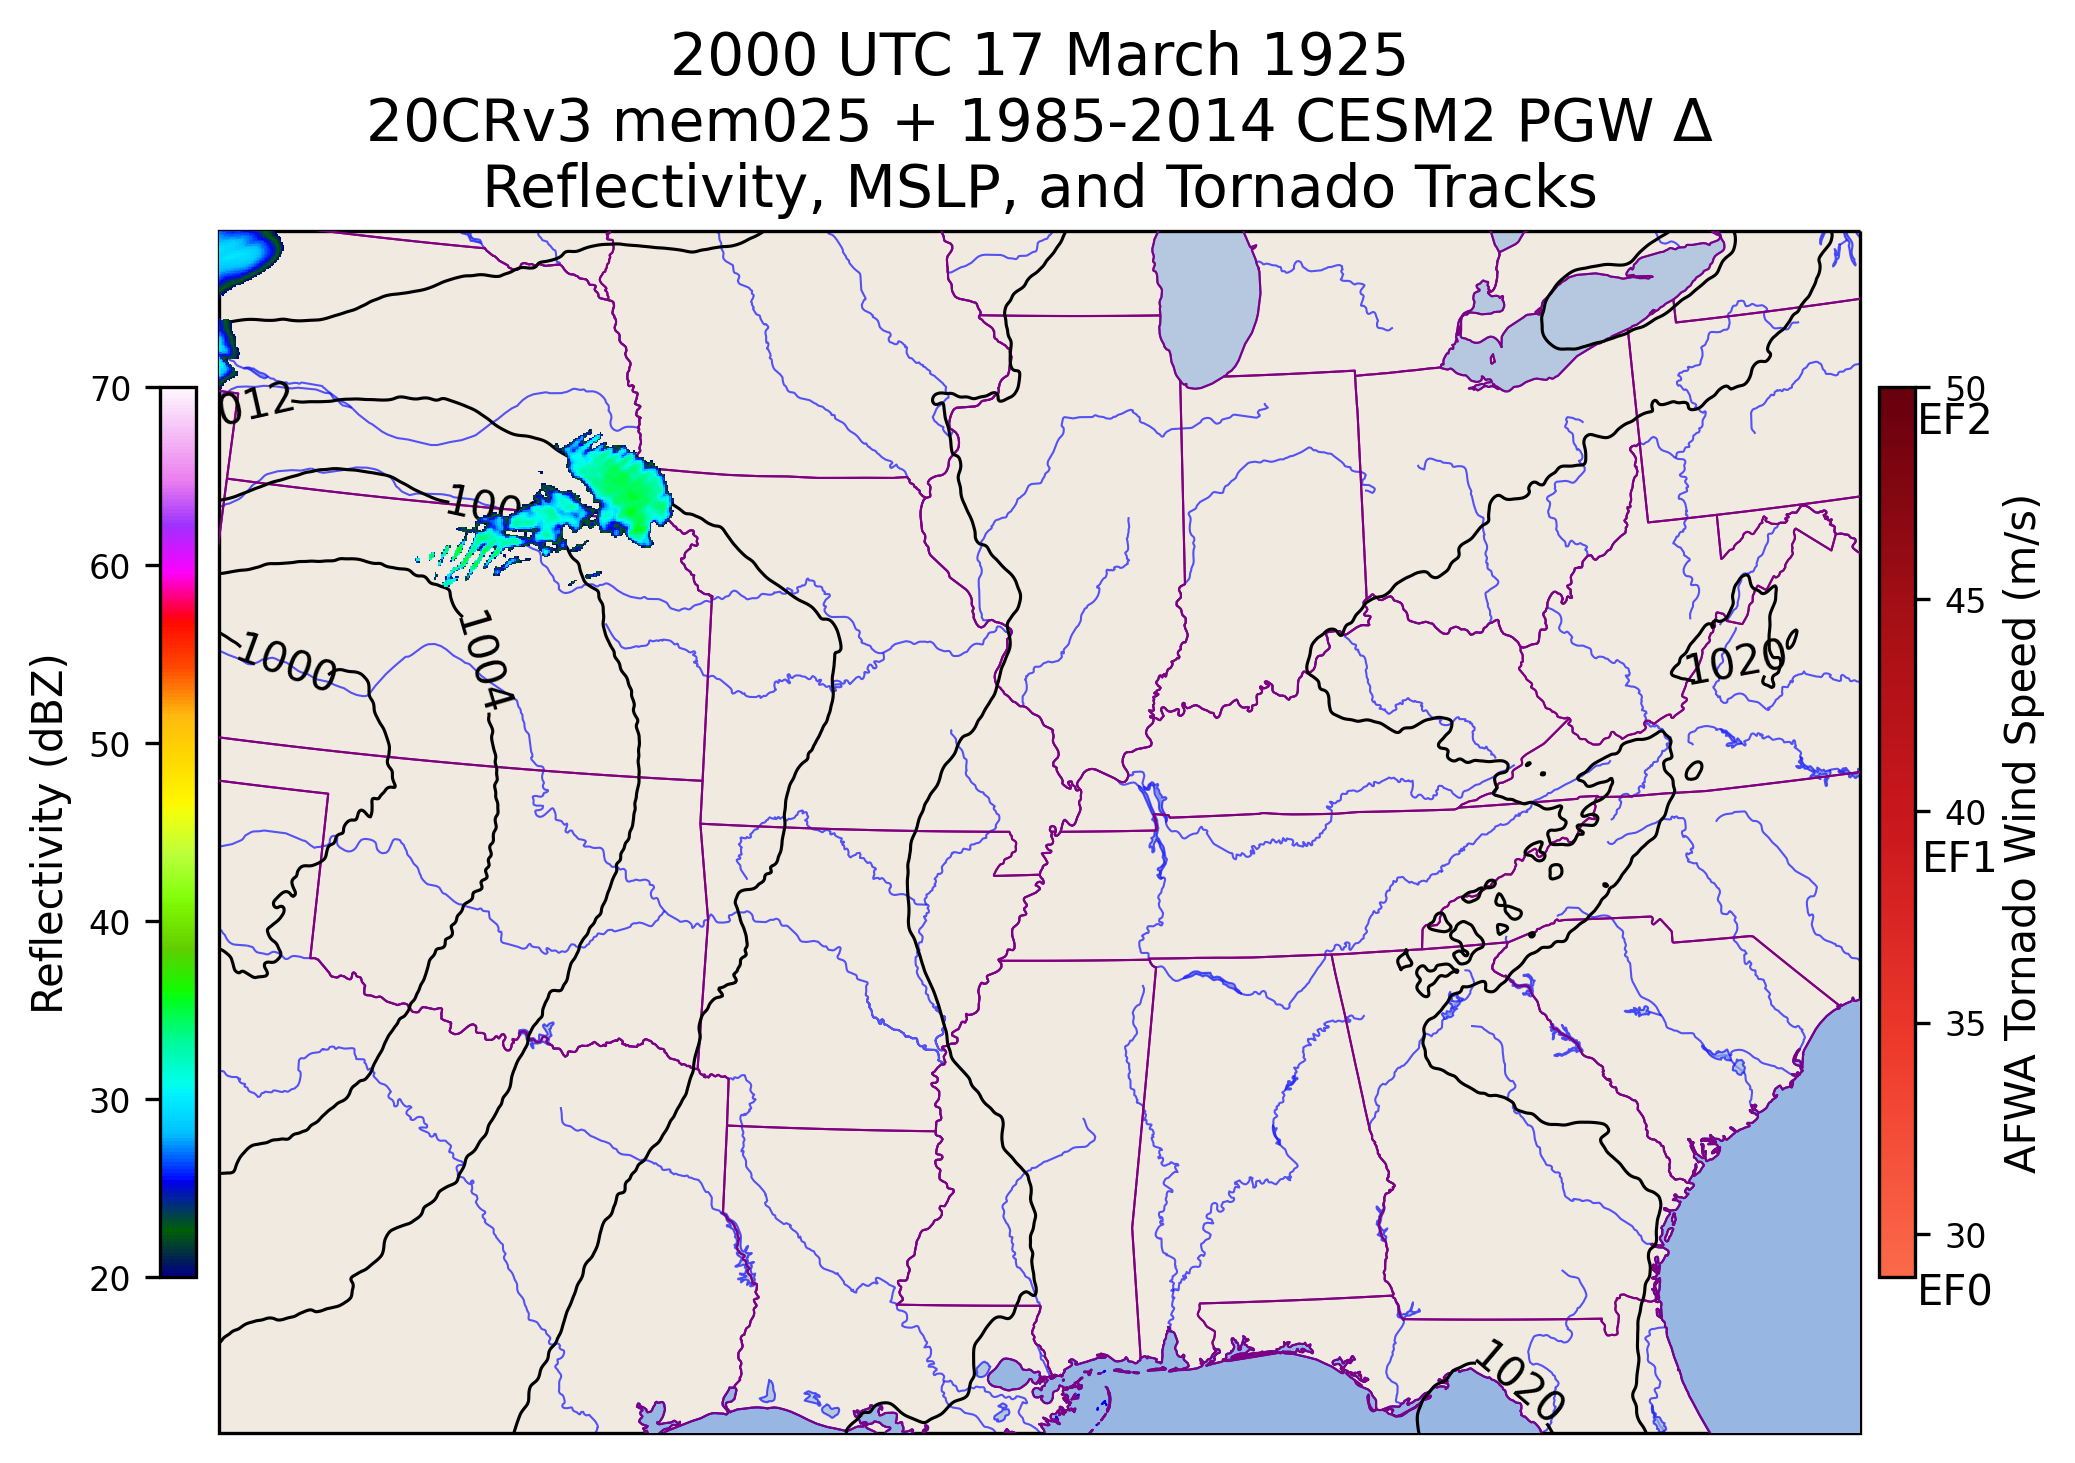 2000 UTC 17 March 1925
20CRv3 mem025 + 1985-2014 CESM2 PGW Δ
Reflectivity, MSLP, and Tornado Tracks
70
60
50
40
30
20
Reflectivity (dBZ)
012
100
1004
1000
1020
1020
50
EF2
45
40
EF1
35
30
EF0
AFWA Tornado Wind Speed (m/s)